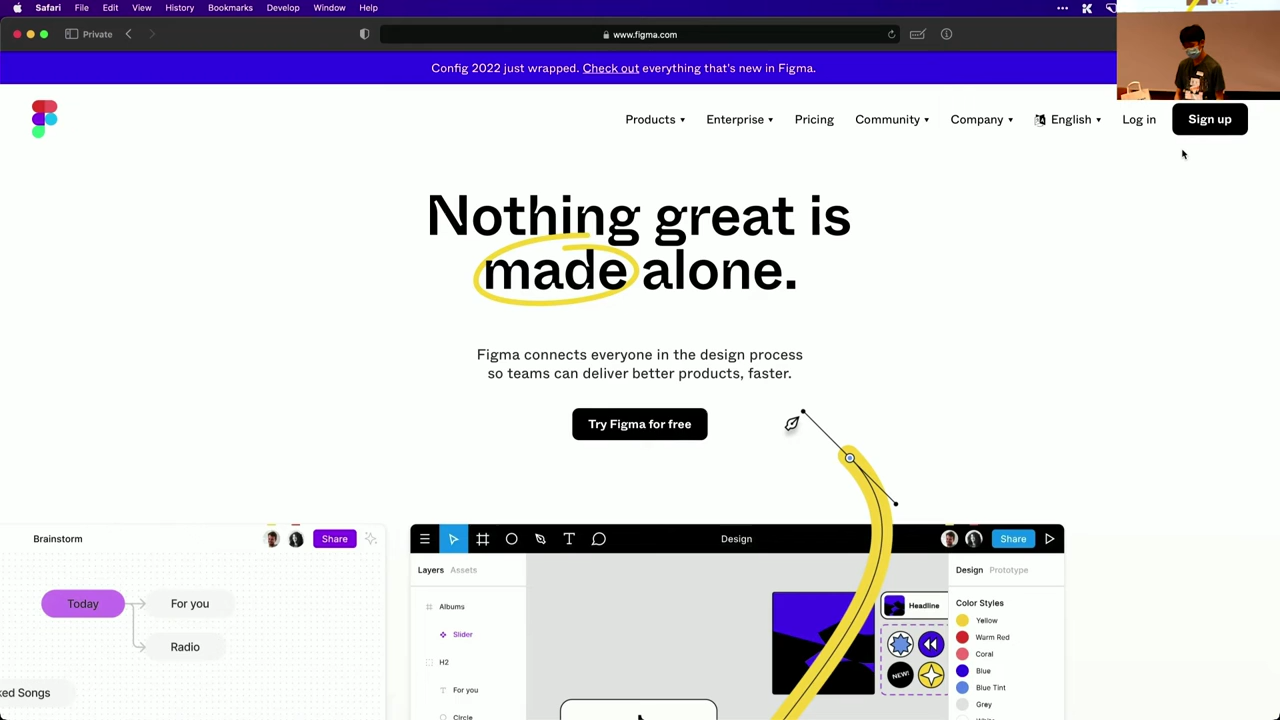 Safari File Edit View History Bookmarks Develop Window Help
Private
www.figma.com
Config 2022 just wrapped. Check out everything that's new in Figma.
Products Enterprise Pricing Community Company English Log in Sign up
Nothing great is
made alone.
Figma connects everyone in the design process
so teams can deliver better products, faster.
Try Figma for free
Brainstorm
Share
Today
For you
Radio
ked Songs
Design
Share
Layers Assets
Albums
Slider
H2
For you
Circle
Headline
NEW!
Design Prototype
Color Styles
Yellow
Warm Red
Coral
Blue
Blue Tint
Grey